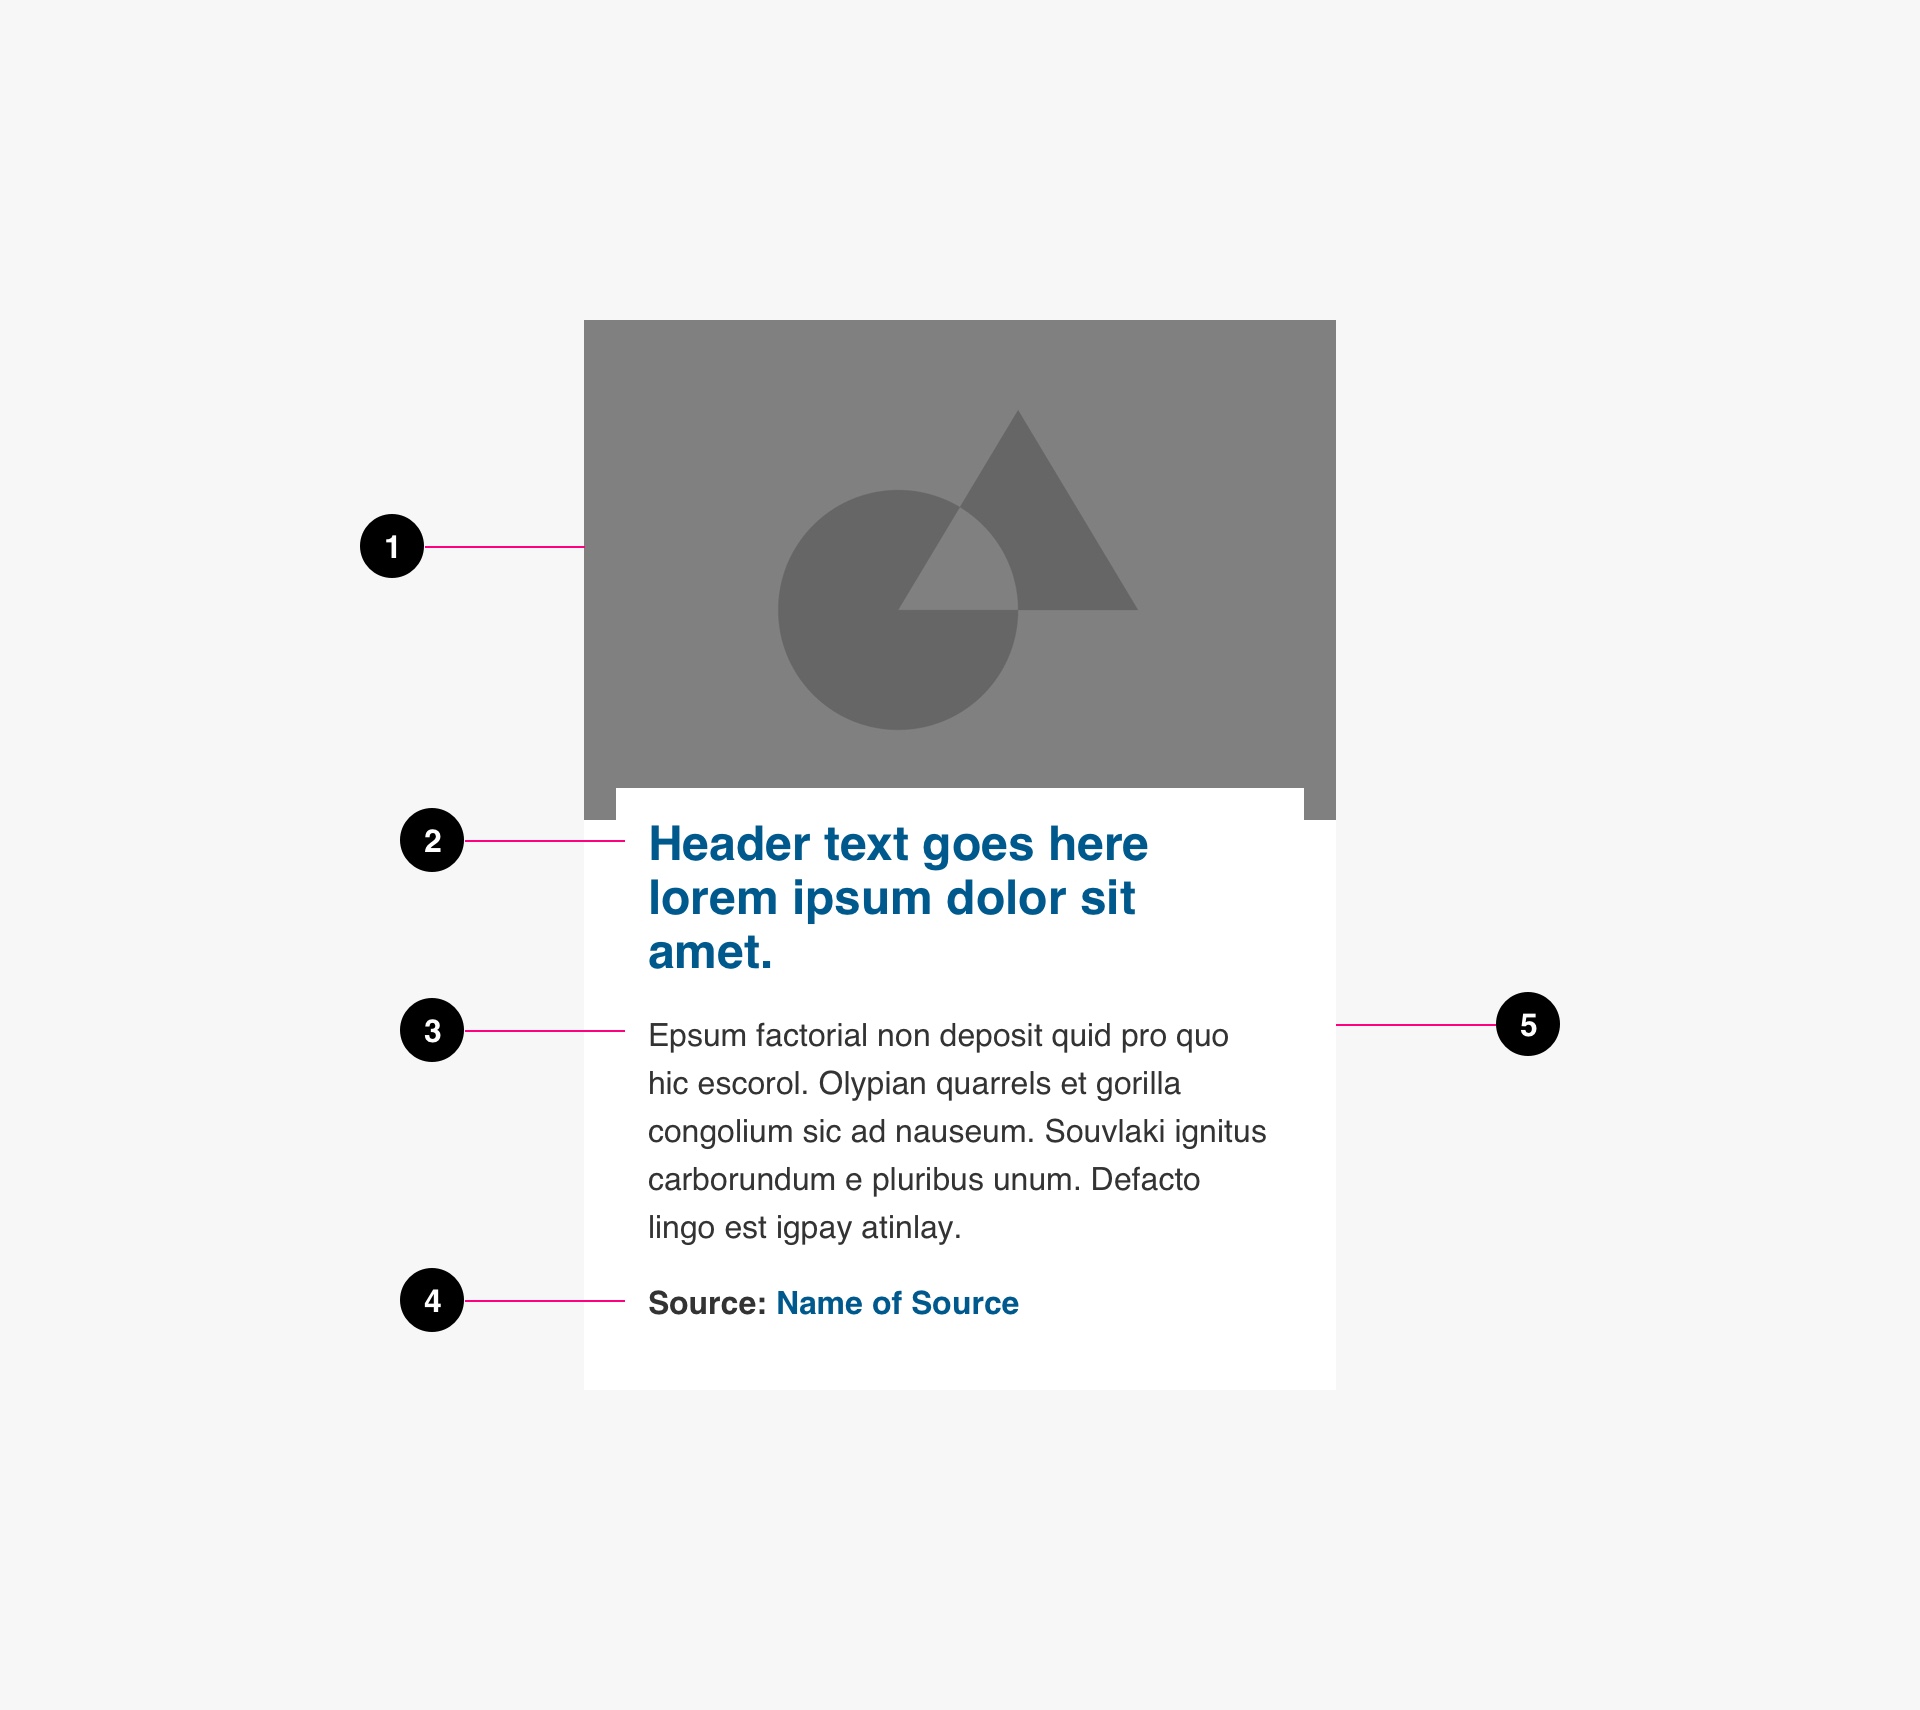 1
2
Header text goes here
lorem ipsum dolor sit
amet.
3
Epsum factorial non deposit quid pro quo
hic escorol. Olypian quarrels et gorilla
congolium sic ad nauseum. Souvlaki ignitus
carborundum e pluribus unum. Defacto
lingo est igpay atinlay.
5
4
Source: Name of Source